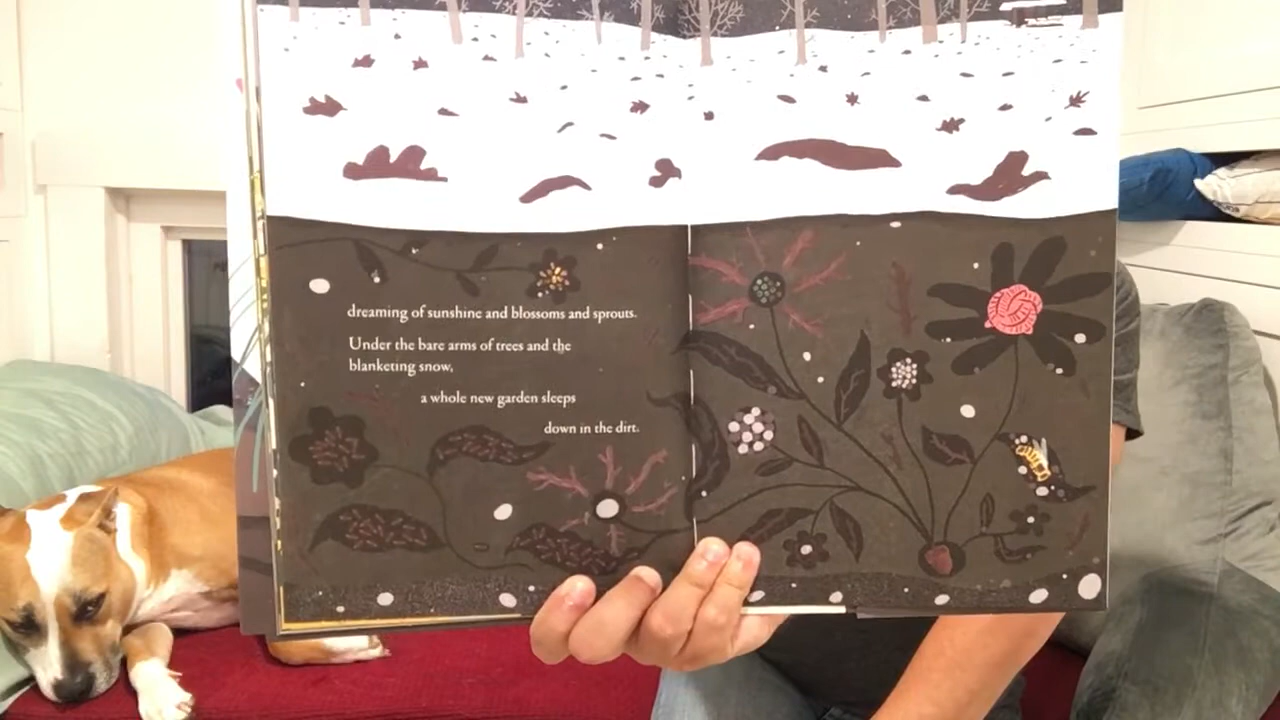 dreaming of sunshine and blossoms and sprouts.
Under the bare arms of trees and the
blanketing snow,
a whole new garden sleeps
down in the dirt.